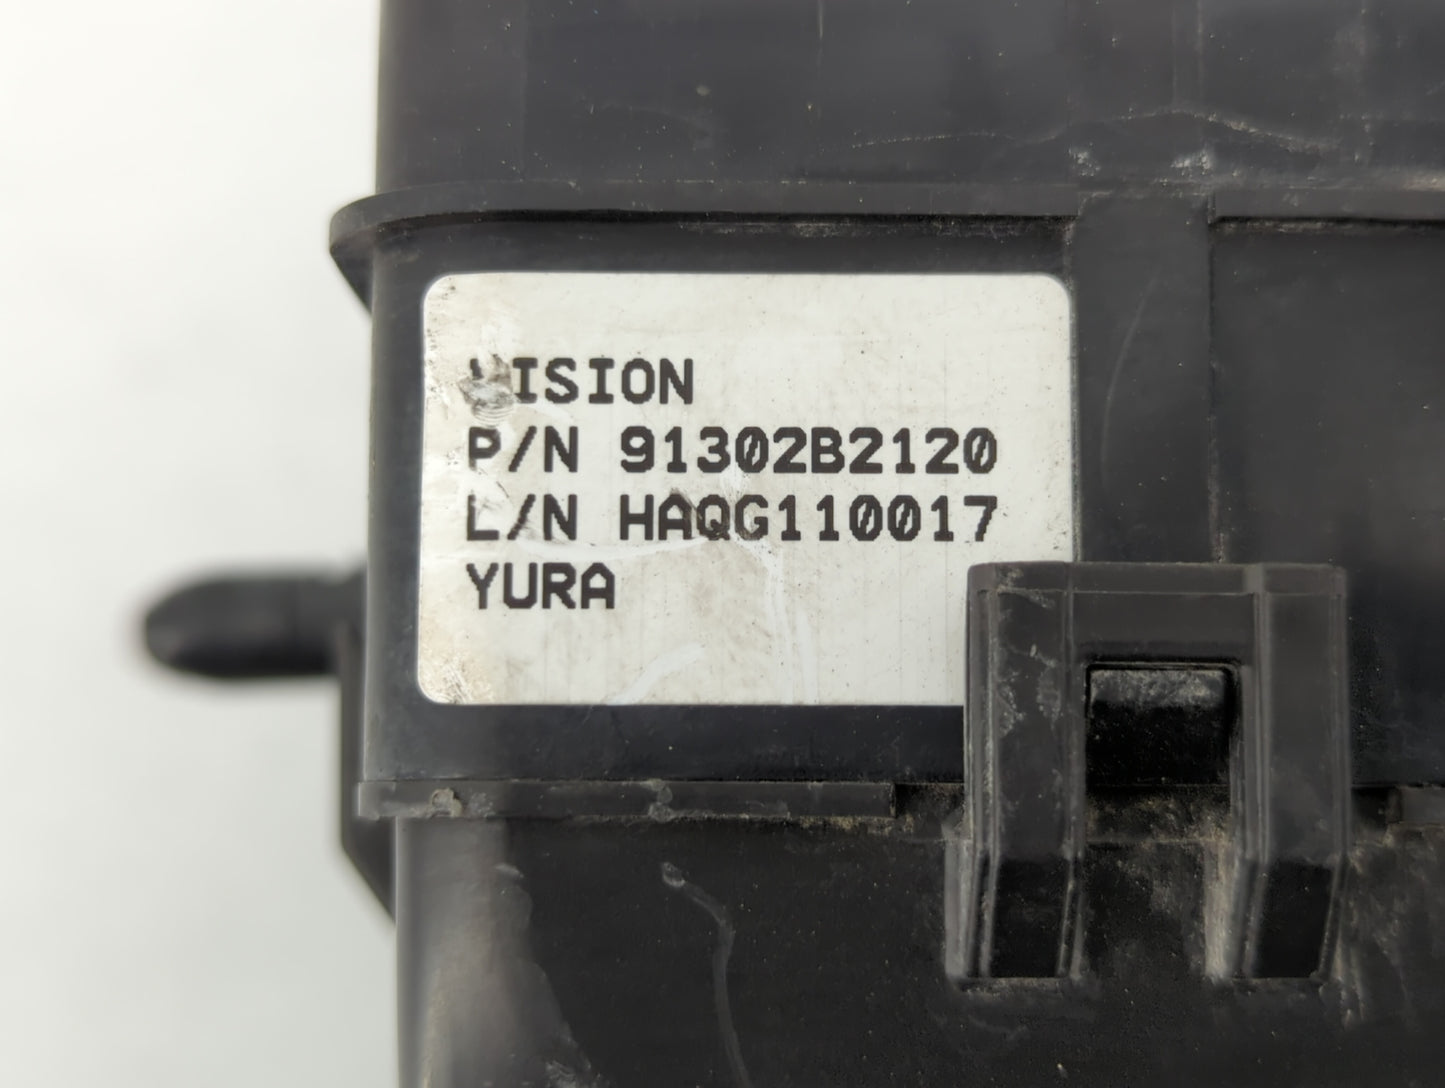 VISION
P/N 91302B2120
L/N HAQG110017
YURA